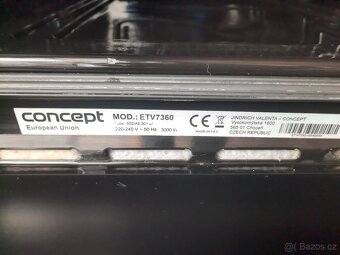 concept
European Union
MOD.: ETV7360
220-240 V ~ 50 Hz 3000 W
CE
JINDRICH VALENTA – CONCEPT
Vysokomýtská 1800
565 01 Choceň
CZECH REPUBLIC
bazos.cz